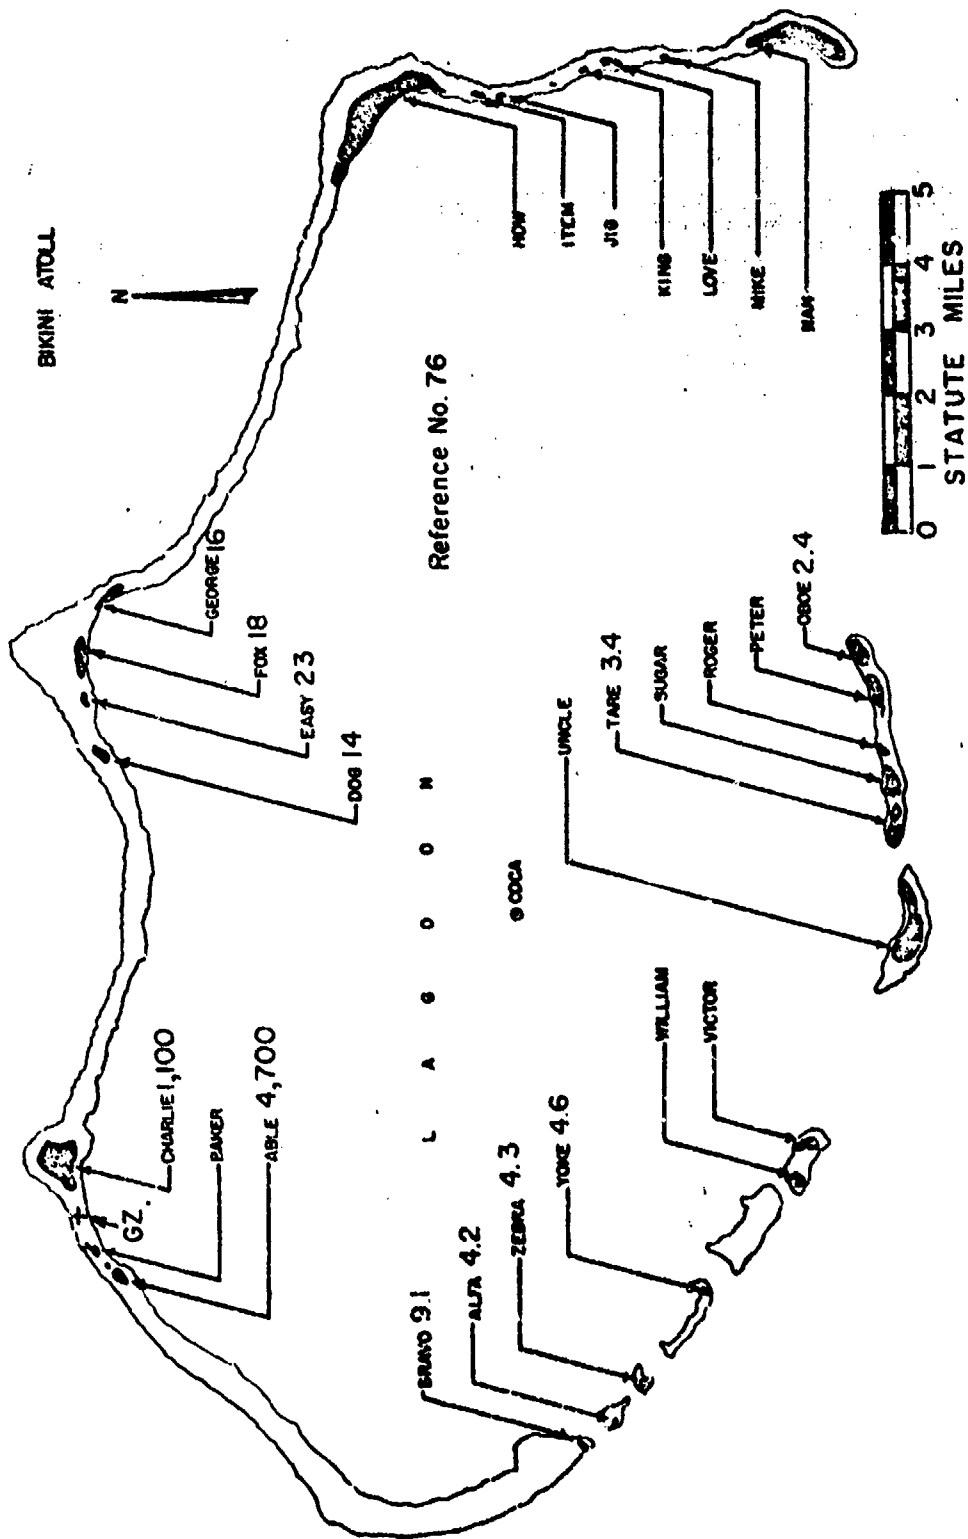 BIKINI ATOLL
N
GEORGE 16
FOX 18
EASY 23
DOG 14
CHARLIE 1,100
BAKER
ABLE 4,700
GZ.
LAGOON
COCA
Reference No. 76
HOW
ITEM
JIG
KING
LOVE
MIKE
NAN
BRAVO 9.1
ALFA 4.2
ZEBRA 4.3
YOKE 4.6
WILLIAM
VICTOR
UNCLE
TARE 3.4
SUGAR
ROGER
PETER
OBOE 2.4
0 1 2 3 4 5
STATUTE MILES